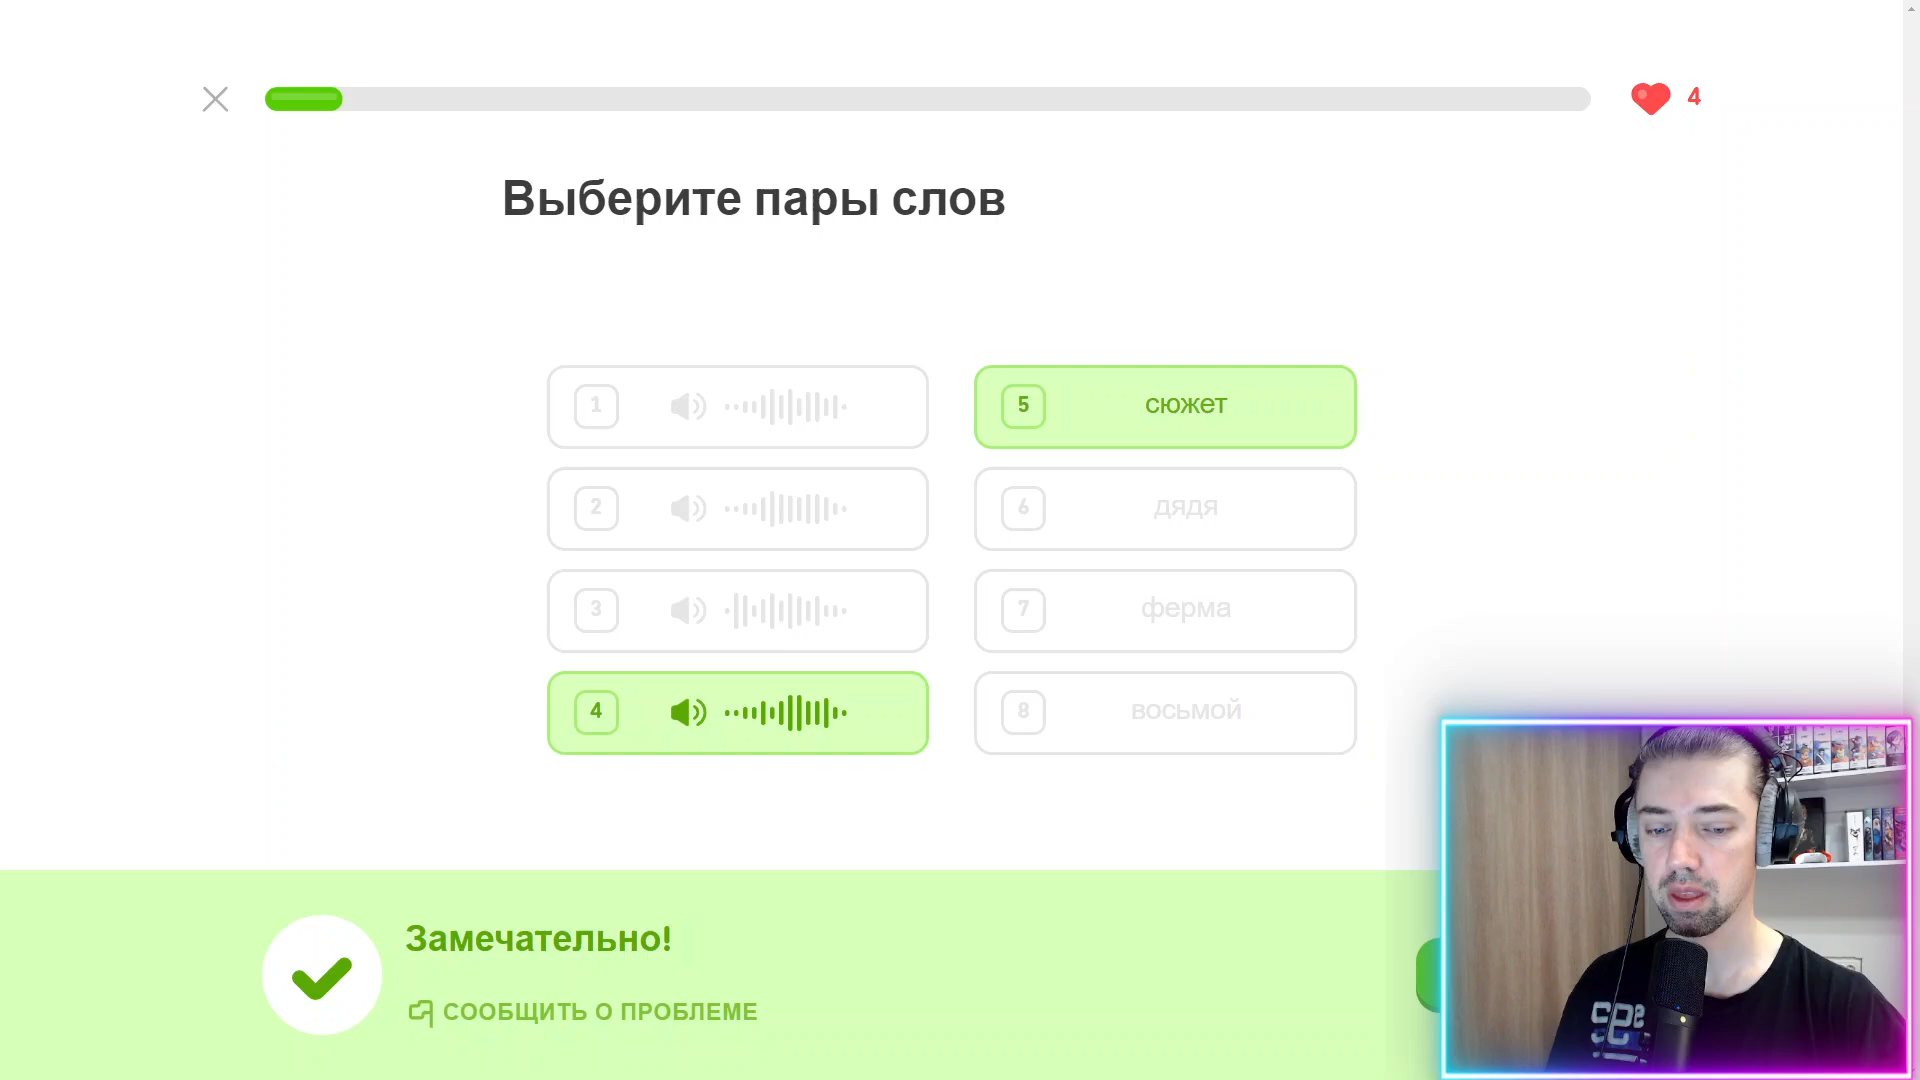 4
Выберите пары слов
1
5 сюжет
2
6 дядя
3
7 ферма
4
8 восьмой
Замечательно!
СООБЩИТЬ О ПРОБЛЕМЕ